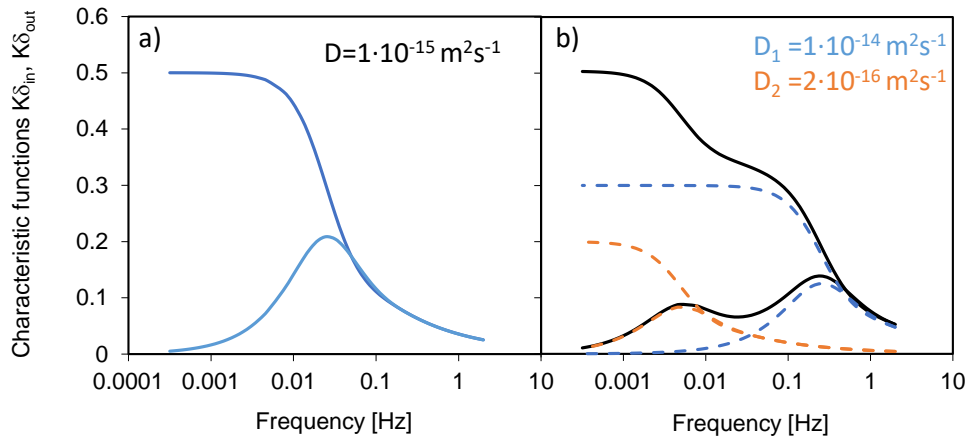 Characteristic functions Kδin, Kδout
0.6
0.5
0.4
0.3
0.2
0.1
0
a)
D=1·10-15 m2s-1
0.0001 0.001 0.01 0.1 1 10
Frequency [Hz]
b)
D1 =1·10-14 m2s-1
D2 =2·10-16 m2s-1
0.001 0.01 0.1 1 10
Frequency [Hz]